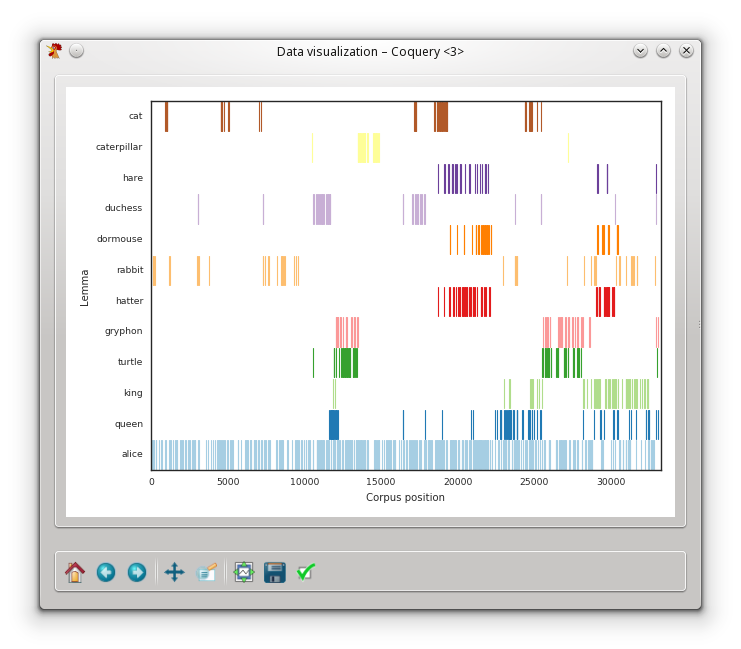 Data visualization – Coquery <3>
cat
caterpillar
hare
duchess
dormouse
rabbit
hatter
gryphon
turtle
king
queen
alice
Lemma
0 5000 10000 15000 20000 25000 30000
Corpus position